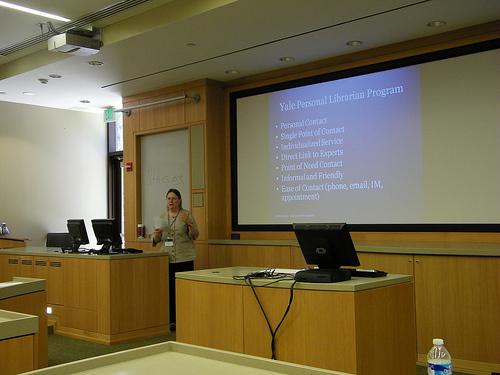 Yale Personal Librarian Program
• Personal Contact
• Single Point of Contact
• Individualized Service
• Direct Link to Experts
• Point of Need Contact
• Informal and Friendly
• Ease of Contact (phone, email, IM,
appointment)